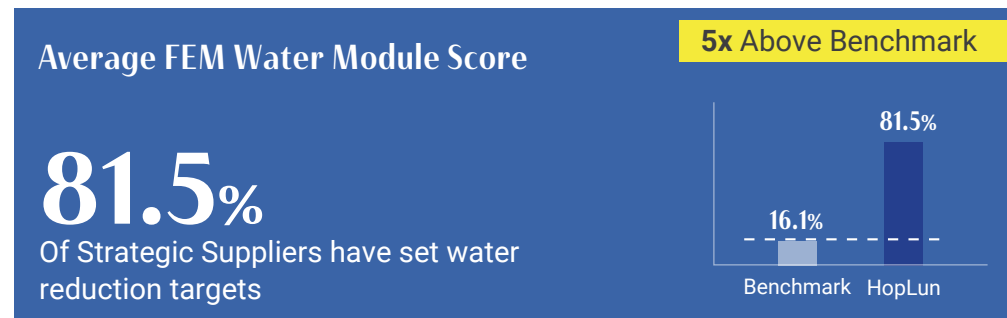 Average FEM Water Module Score
5x Above Benchmark
81.5%
Of Strategic Suppliers have set water
reduction targets
81.5%
16.1%
Benchmark HopLun